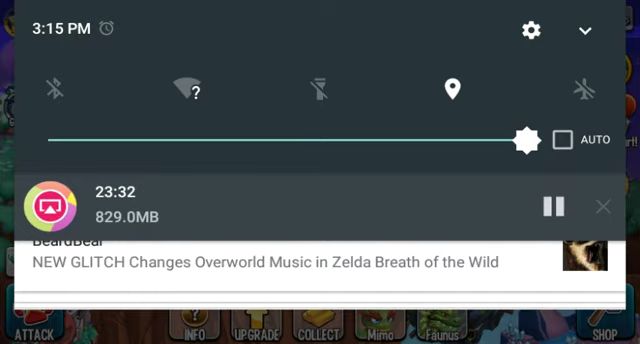 3:15 PM
?
AUTO
23:32
829.0MB
BeardBear
NEW GLITCH Changes Overworld Music in Zelda Breath of the Wild
ATTACK
INFO
UPGRADE
COLLECT
Mimo
Faunus
SHOP